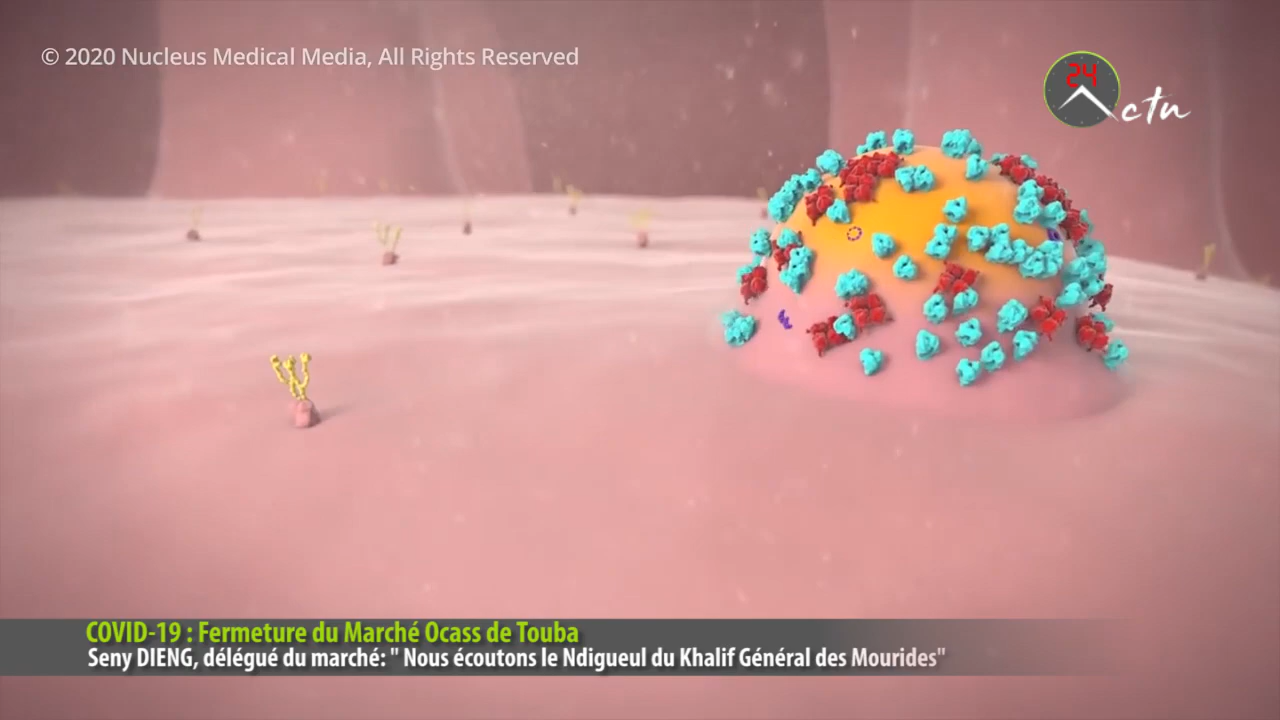 © 2020 Nucleus Medical Media, All Rights Reserved
24
Actn
COVID-19 : Fermeture du Marché Ocass de Touba
Seny DIENG, délégué du marché: " Nous écoutons le Ndigueul du Khalif Général des Mourides"